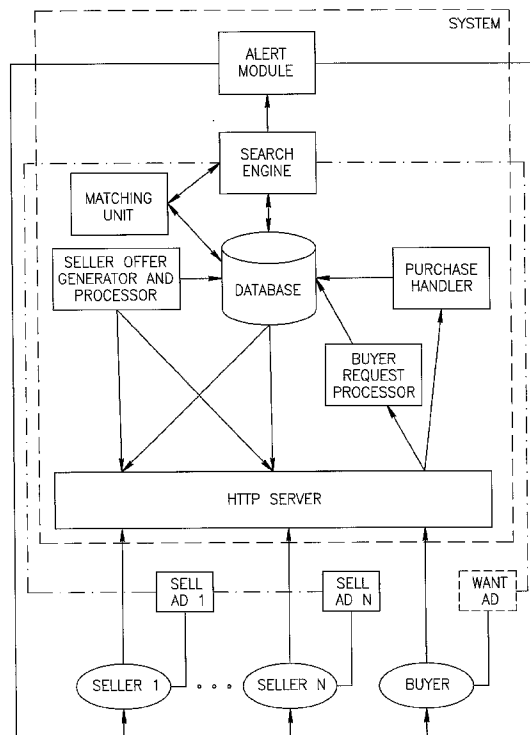 SYSTEM
ALERT
MODULE
SEARCH
ENGINE
MATCHING
UNIT
SELLER OFFER
GENERATOR AND
PROCESSOR
DATABASE
PURCHASE
HANDLER
BUYER
REQUEST
PROCESSOR
HTTP SERVER
SELL
AD 1
SELL
AD N
WANT
AD
SELLER 1
SELLER N
BUYER